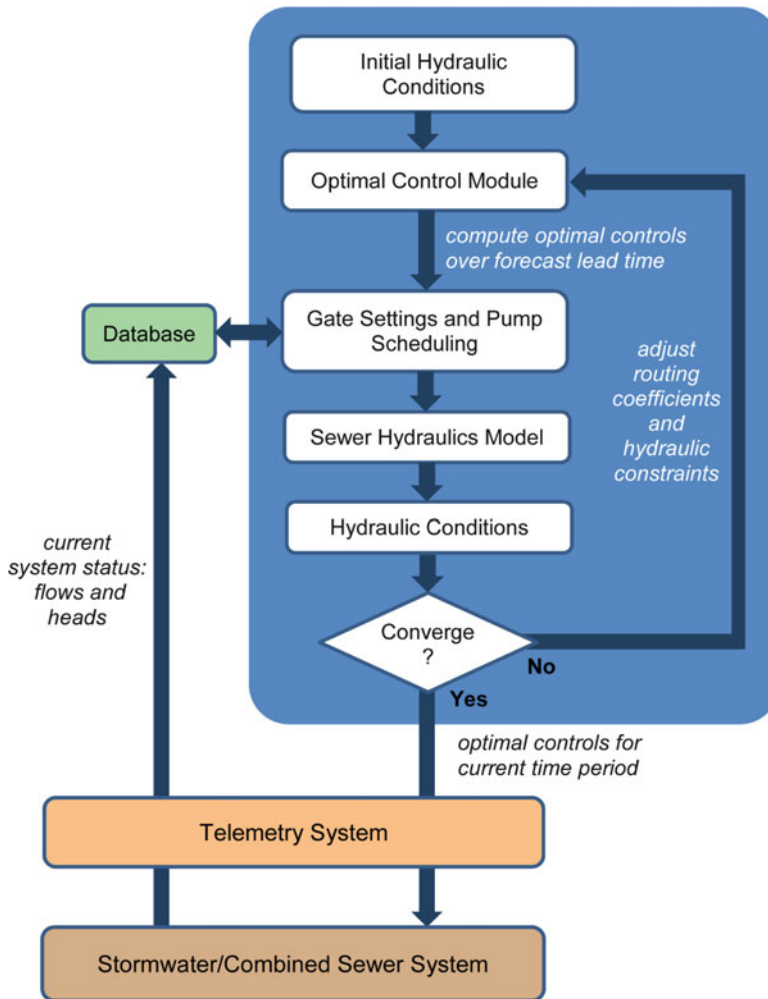 Initial Hydraulic
Conditions
Optimal Control Module
compute optimal controls
over forecast lead time
Gate Settings and Pump
Scheduling
Database
adjust
routing
coefficients
and
hydraulic
constraints
Sewer Hydraulics Model
Hydraulic Conditions
current
system status:
flows and
heads
Converge
?
No
Yes
optimal controls for
current time period
Telemetry System
Stormwater/Combined Sewer System